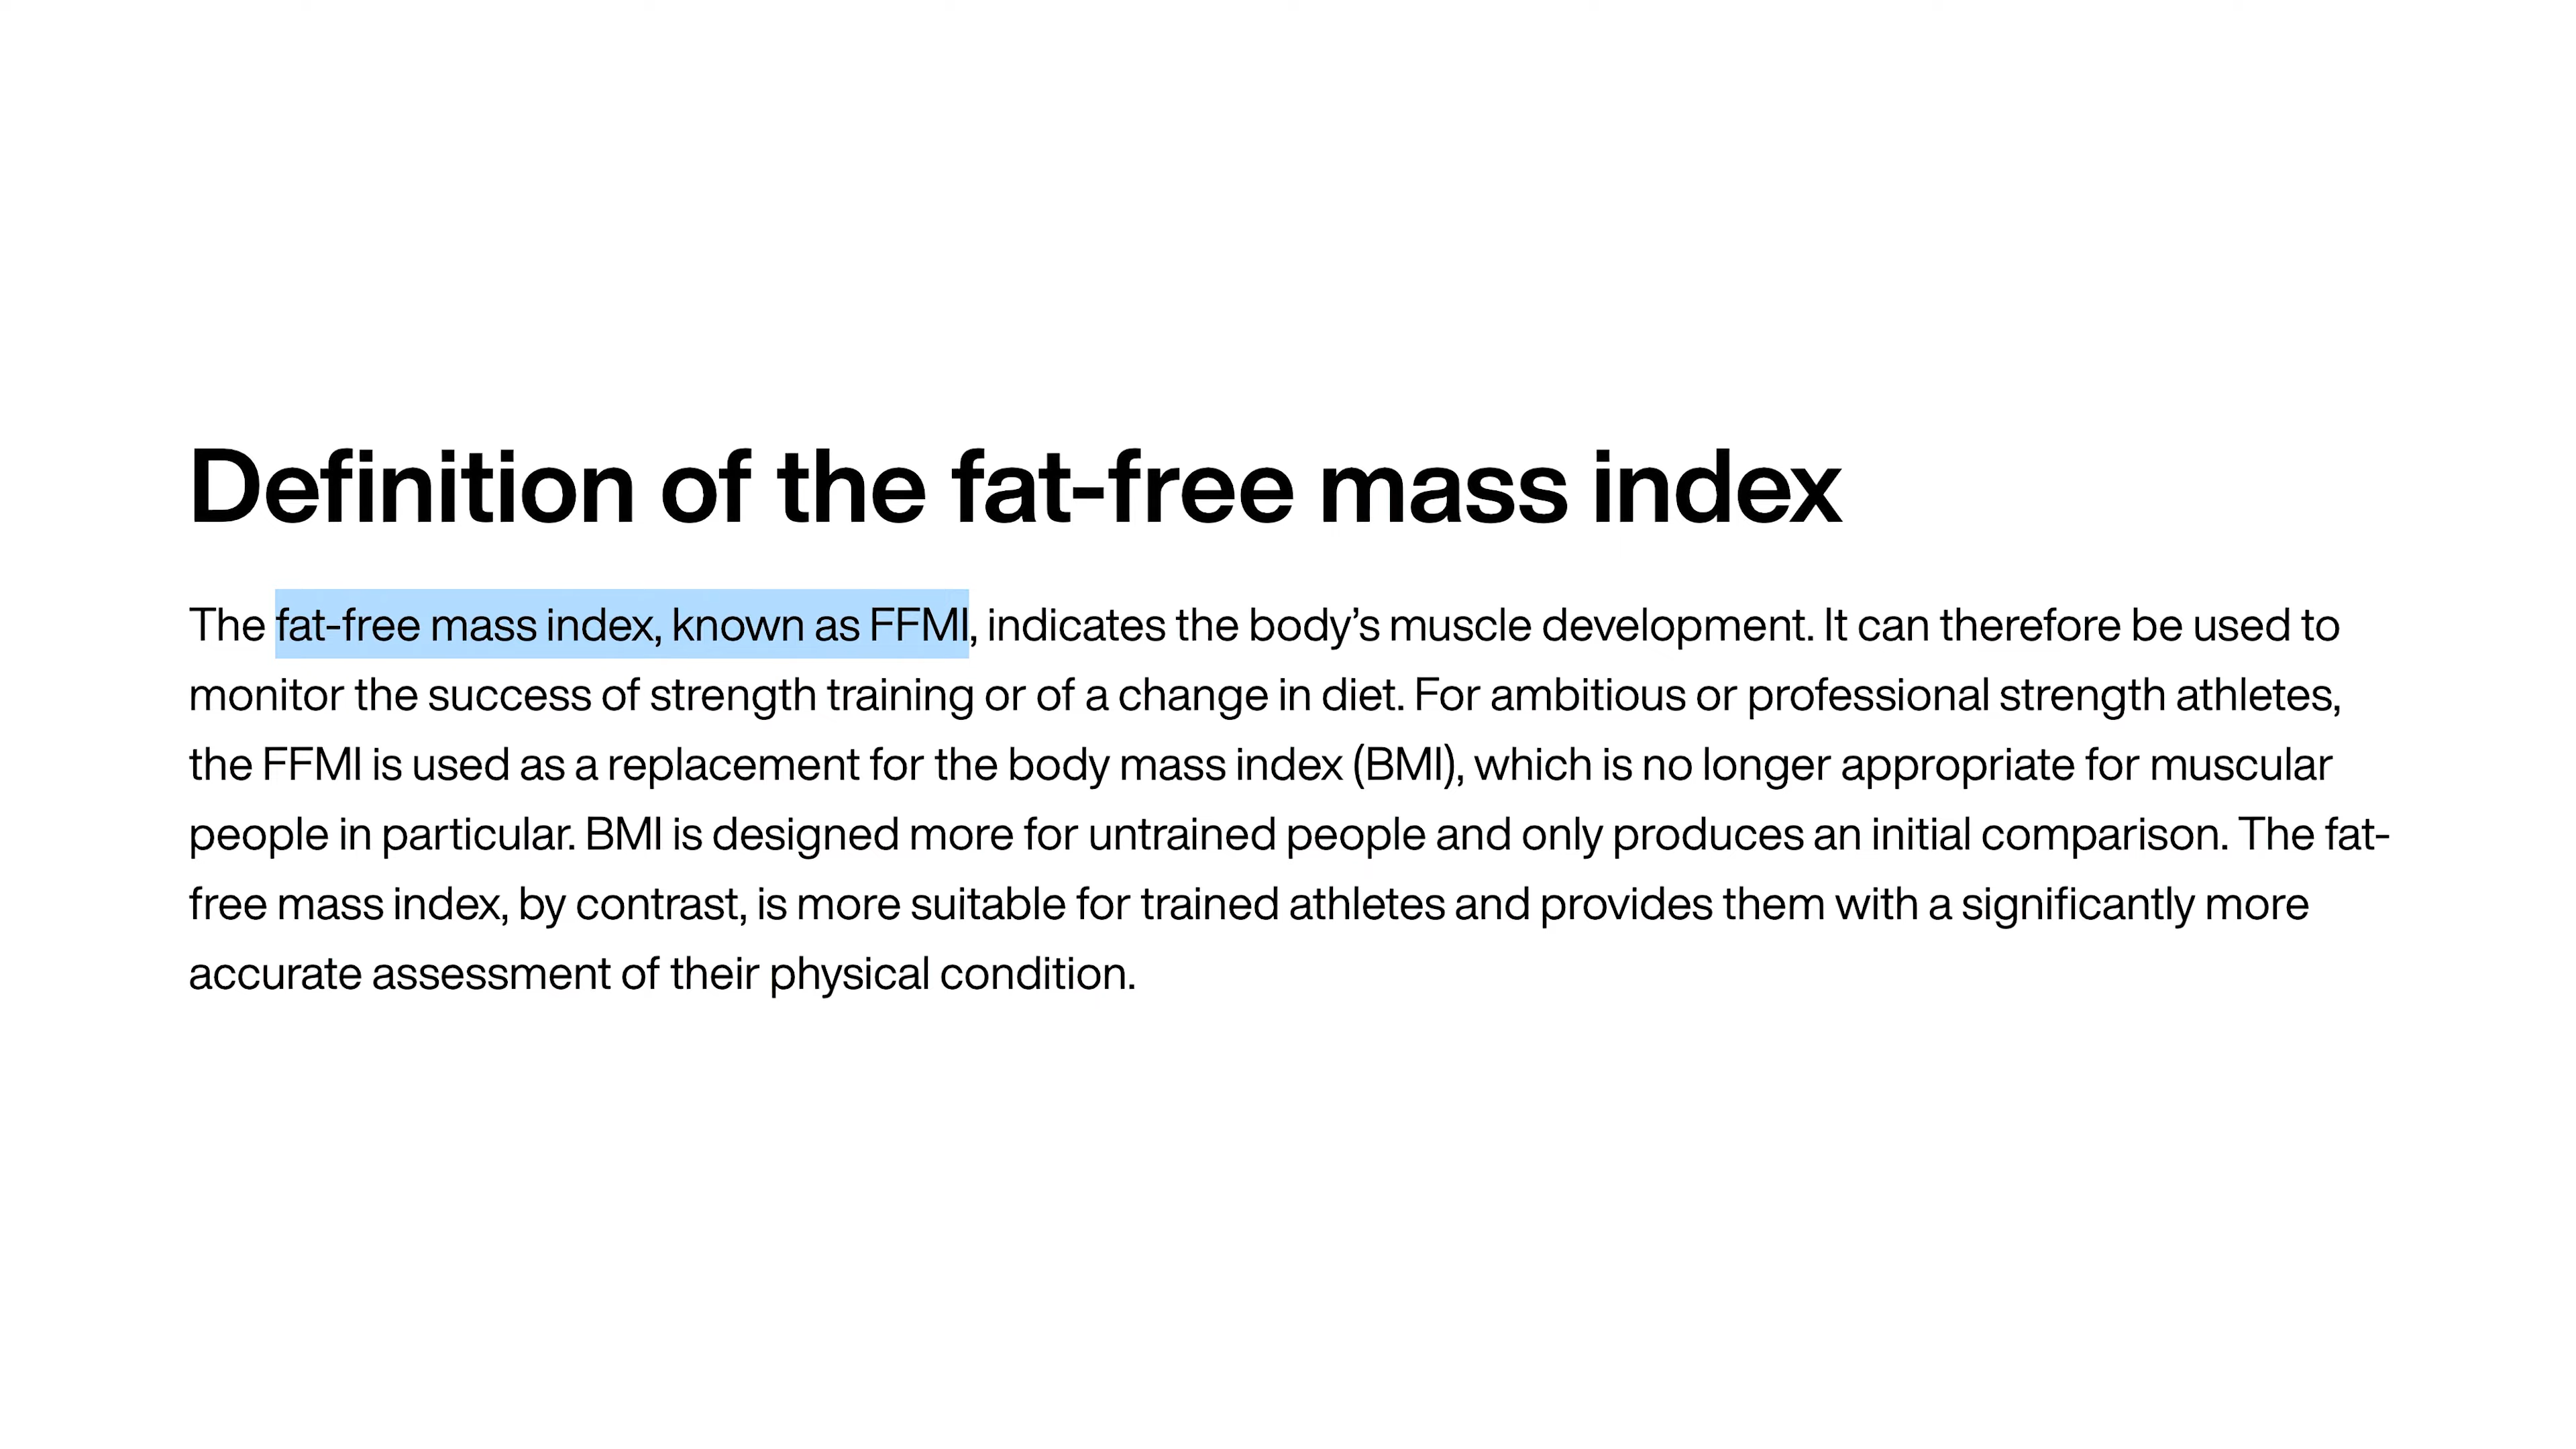 Definition of the fat-free mass index
The fat-free mass index, known as FFMI, indicates the body’s muscle development. It can therefore be used to
monitor the success of strength training or of a change in diet. For ambitious or professional strength athletes,
the FFMI is used as a replacement for the body mass index (BMI), which is no longer appropriate for muscular
people in particular. BMI is designed more for untrained people and only produces an initial comparison. The fat-
free mass index, by contrast, is more suitable for trained athletes and provides them with a significantly more
accurate assessment of their physical condition.